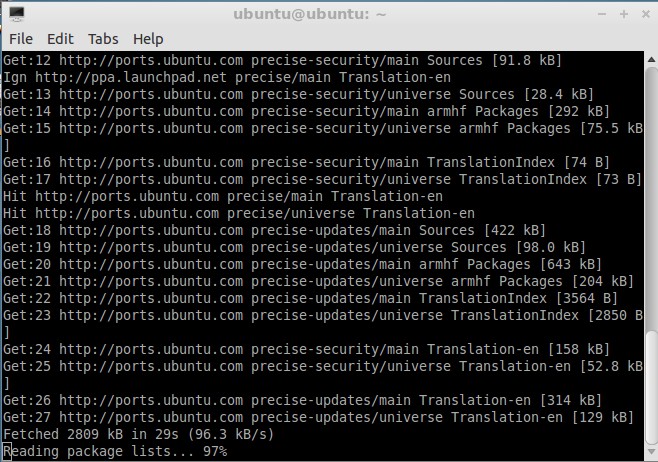 ubuntu@ubuntu: ~
File Edit Tabs Help
Get:12 http://ports.ubuntu.com precise-security/main Sources [91.8 kB]
Ign http://ppa.launchpad.net precise/main Translation-en
Get:13 http://ports.ubuntu.com precise-security/universe Sources [28.4 kB]
Get:14 http://ports.ubuntu.com precise-security/main armhf Packages [292 kB]
Get:15 http://ports.ubuntu.com precise-security/universe armhf Packages [75.5 kB
]
Get:16 http://ports.ubuntu.com precise-security/main TranslationIndex [74 B]
Get:17 http://ports.ubuntu.com precise-security/universe TranslationIndex [73 B]
Hit http://ports.ubuntu.com precise/main Translation-en
Hit http://ports.ubuntu.com precise/universe Translation-en
Get:18 http://ports.ubuntu.com precise-updates/main Sources [422 kB]
Get:19 http://ports.ubuntu.com precise-updates/universe Sources [98.0 kB]
Get:20 http://ports.ubuntu.com precise-updates/main armhf Packages [643 kB]
Get:21 http://ports.ubuntu.com precise-updates/universe armhf Packages [204 kB]
Get:22 http://ports.ubuntu.com precise-updates/main TranslationIndex [3564 B]
Get:23 http://ports.ubuntu.com precise-updates/universe TranslationIndex [2850 B
]
Get:24 http://ports.ubuntu.com precise-security/main Translation-en [158 kB]
Get:25 http://ports.ubuntu.com precise-security/universe Translation-en [52.8 kB
]
Get:26 http://ports.ubuntu.com precise-updates/main Translation-en [314 kB]
Get:27 http://ports.ubuntu.com precise-updates/universe Translation-en [129 kB]
Fetched 2809 kB in 29s (96.3 kB/s)
Reading package lists... 97%